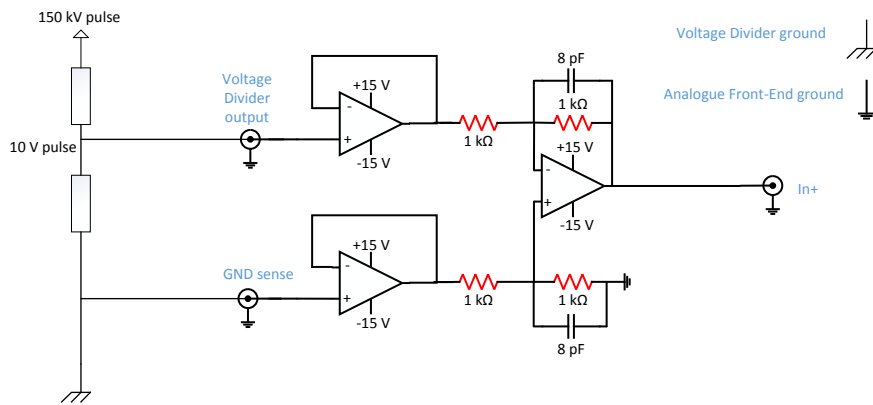 150 kV pulse
Voltage
Divider
output
10 V pulse
+15 V
-
+
-15 V
1 kΩ
8 pF
1 kΩ
+15 V
-
+
-15 V
In+
GND sense
+15 V
-
+
-15 V
1 kΩ
1 kΩ
8 pF
Voltage Divider ground
Analogue Front-End ground